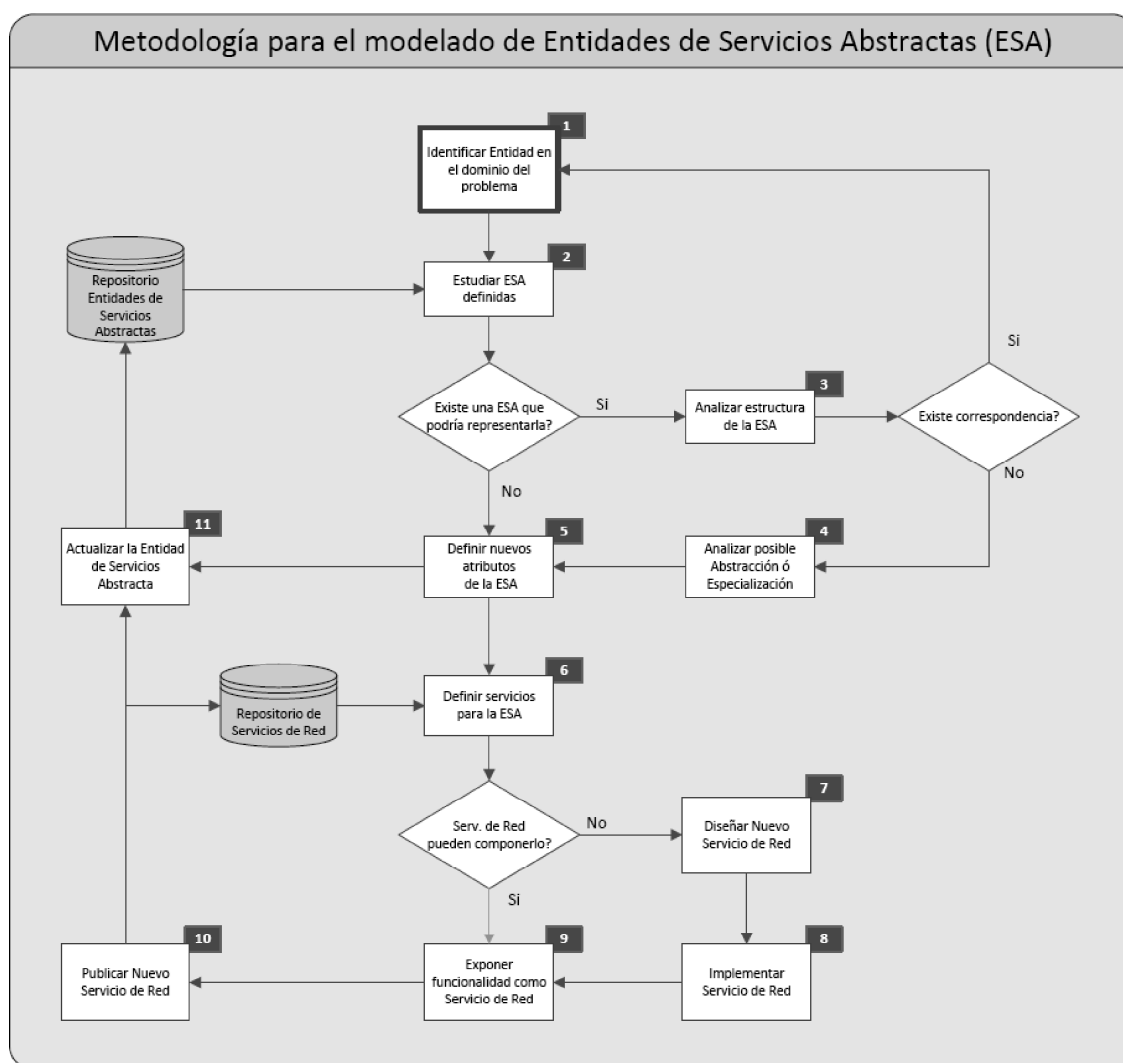 Metodología para el modelado de Entidades de Servicios Abstractas (ESA)
1
Identificar Entidad en
el dominio del
problema
2
Estudiar ESA
definidas
Repositorio
Entidades de
Servicios
Abstractas
Si
3
Existe una ESA que
podría representarla?
Si
Analizar estructura
de la ESA
Existe correspondencia?
No
No
11
Actualizar la Entidad
de Servicios
Abstracta
5
Definir nuevos
atributos
de la ESA
4
Analizar posible
Abstracción ó
Especialización
6
Definir servicios
para la ESA
Repositorio de
Servicios de Red
7
Serv. de Red
pueden componerlo?
No
Diseñar Nuevo
Servicio de Red
Si
10
Publicar Nuevo
Servicio de Red
9
Exponer
funcionalidad como
Servicio de Red
8
Implementar
Servicio de Red